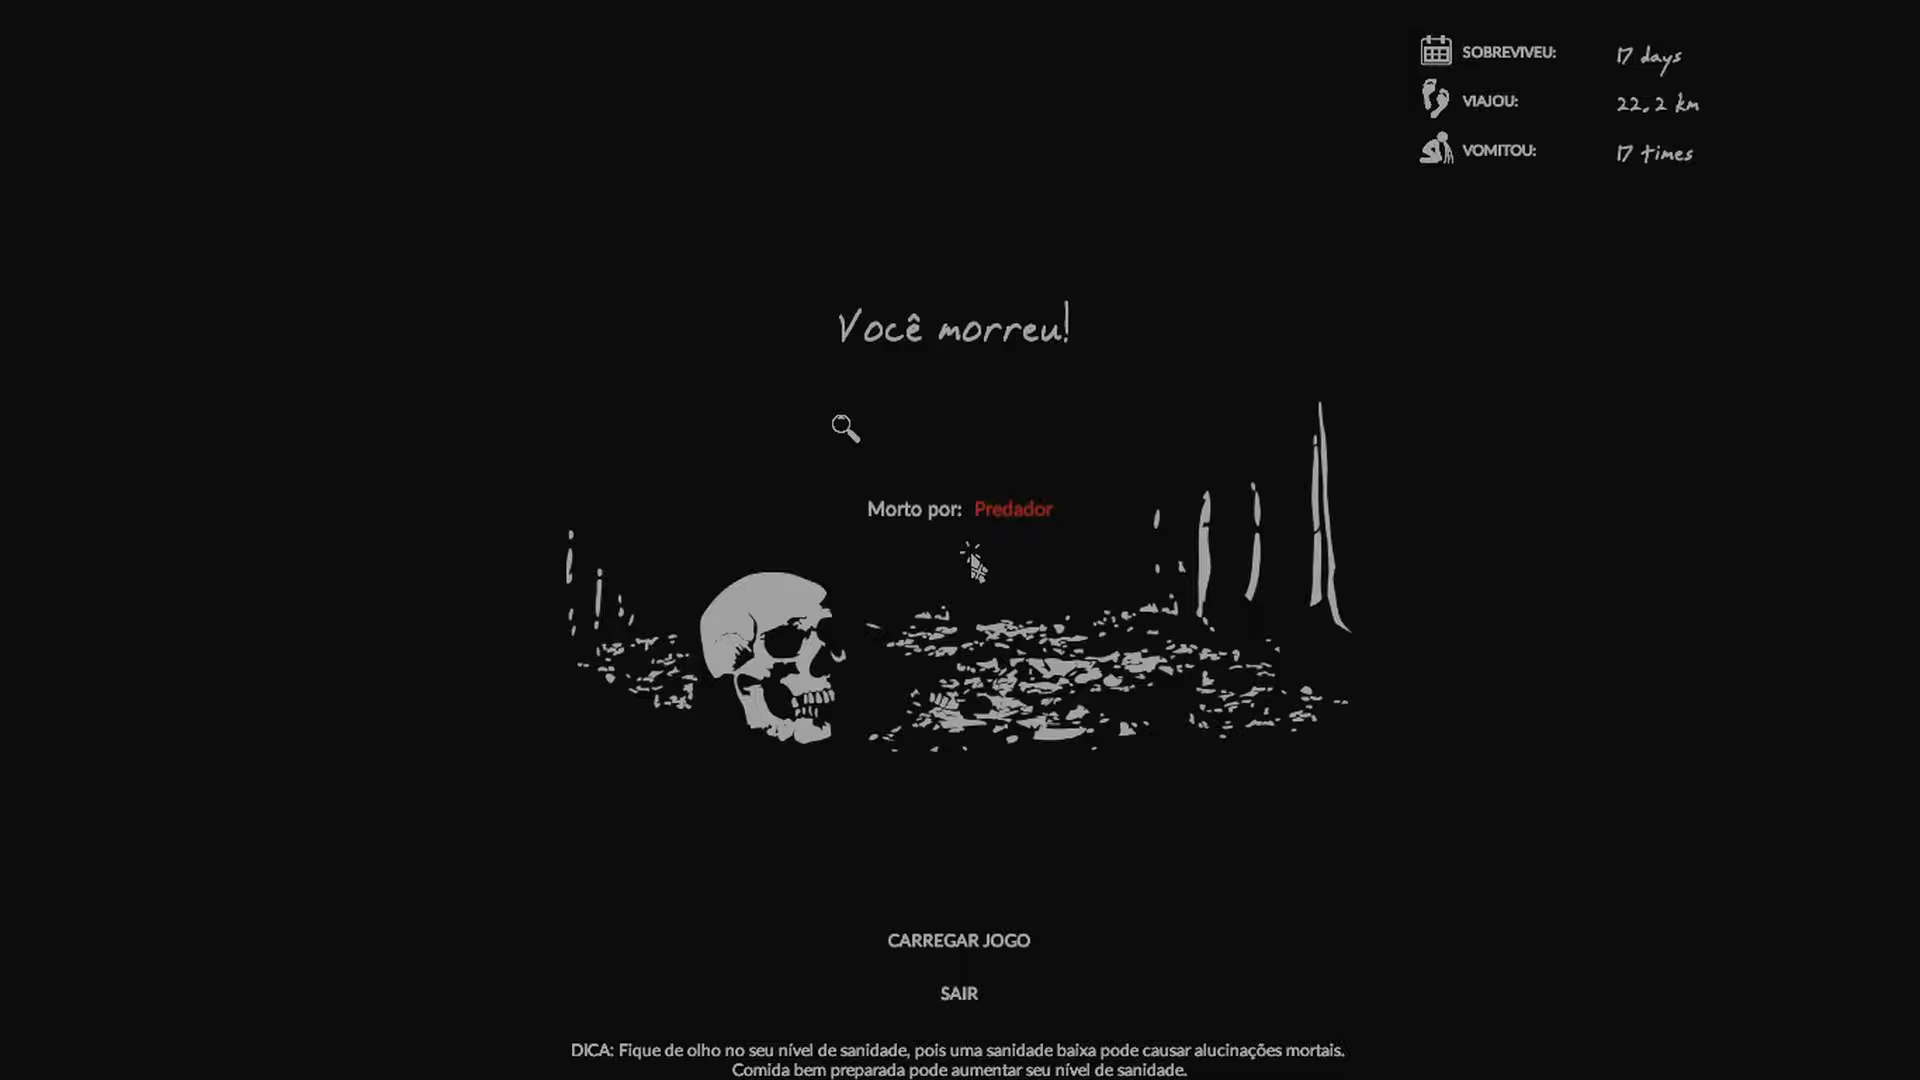 SOBREVIVEU: 17 days
VIAJOU: 22.2 km
VOMITOU: 17 times
Você morreu!
Morto por: Predador
CARREGAR JOGO
SAIR
DICA: Fique de olho no seu nível de sanidade, pois uma sanidade baixa pode causar alucinações mortais.
Comida bem preparada pode aumentar seu nível de sanidade.